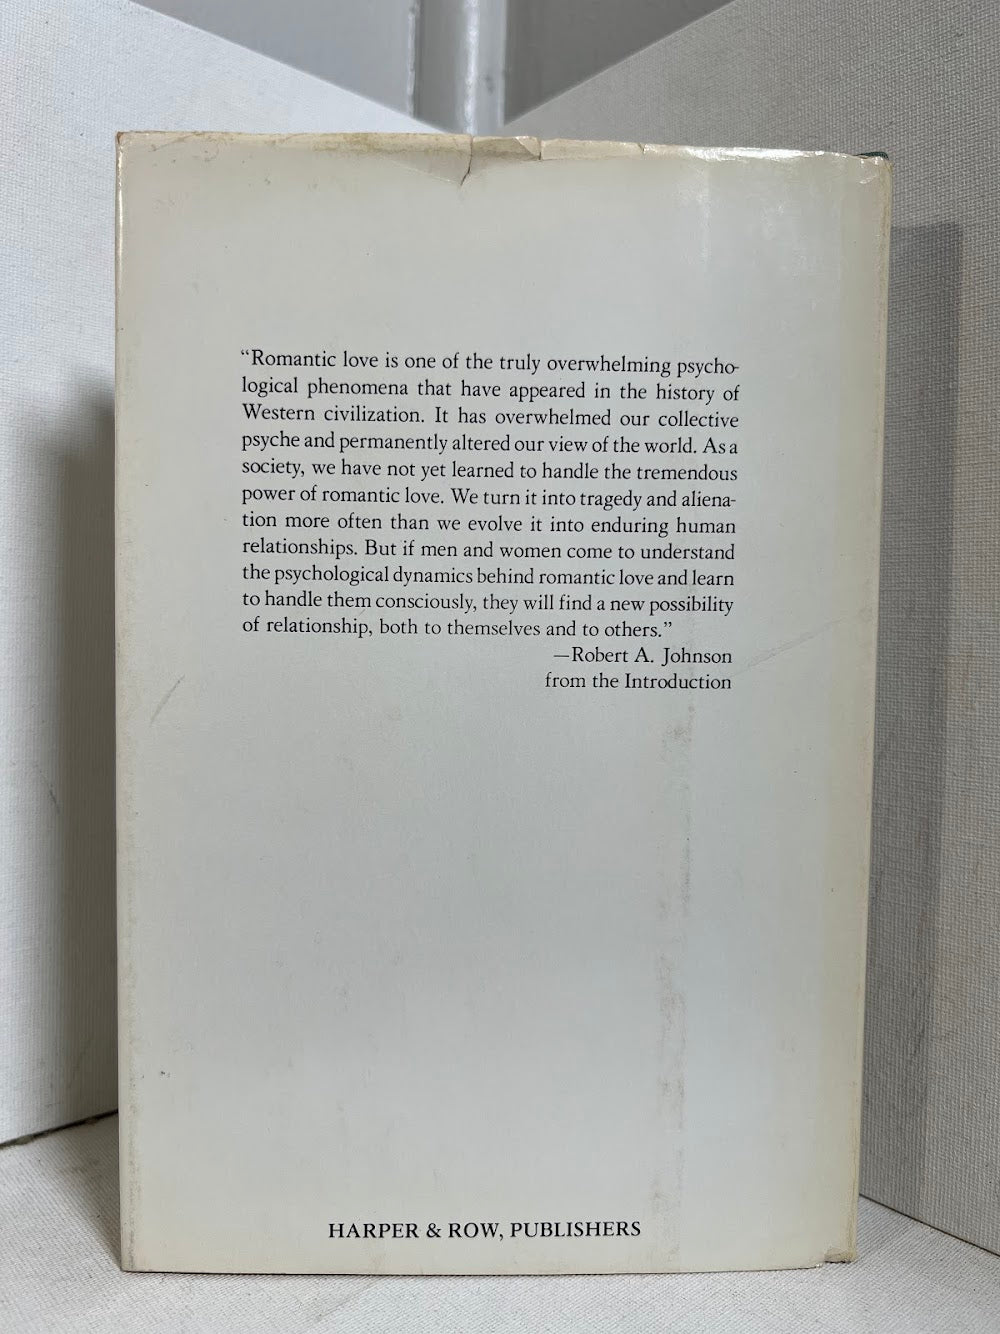 “Romantic love is one of the truly overwhelming psycho-
logical phenomena that have appeared in the history of
Western civilization. It has overwhelmed our collective
psyche and permanently altered our view of the world. As a
society, we have not yet learned to handle the tremendous
power of romantic love. We turn it into tragedy and aliena-
tion more often than we evolve it into enduring human
relationships. But if men and women come to understand
the psychological dynamics behind romantic love and learn
to handle them consciously, they will find a new possibility
of relationship, both to themselves and to others.”
—Robert A. Johnson
from the Introduction
HARPER & ROW, PUBLISHERS